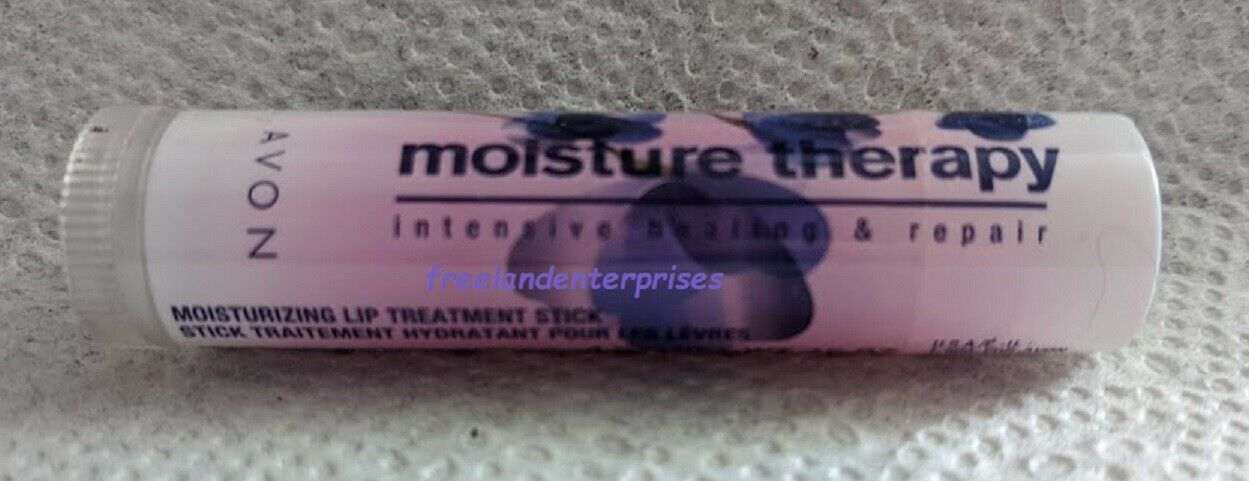 AVON
moisture therapy
intensive healing & repair
freelandenterprises
MOISTURIZING LIP TREATMENT STICK
STICK TRAITEMENT HYDRATANT POUR LES LÈVRES